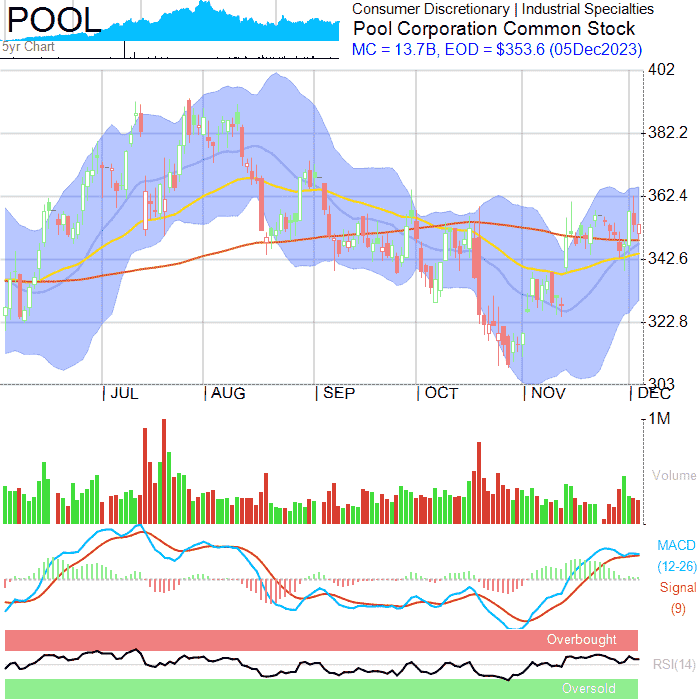 POOL
5yr Chart
Consumer Discretionary | Industrial Specialties
Pool Corporation Common Stock
MC = 13.7B, EOD = $353.6 (05Dec2023)
402
382.2
362.4
342.6
322.8
303
JUL
AUG
SEP
OCT
NOV
DEC
1M
Volume
MACD
(12-26)
Signal
(9)
Overbought
RSI(14)
Oversold